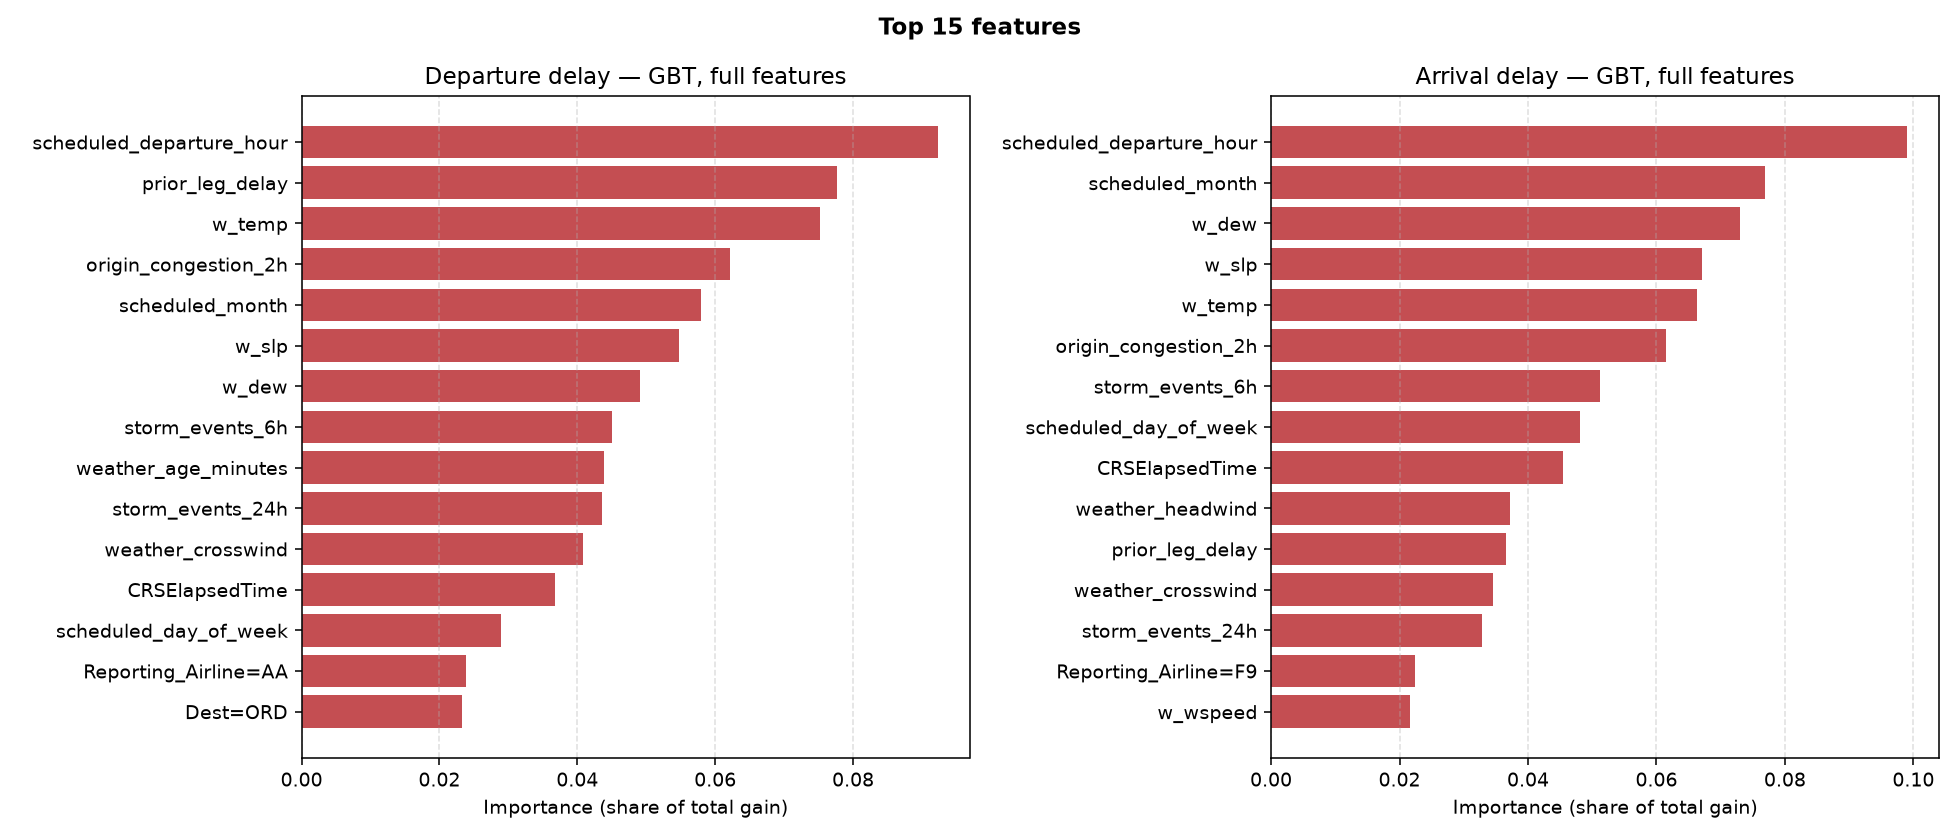 Top 15 features
Departure delay — GBT, full features
scheduled_departure_hour
prior_leg_delay
w_temp
origin_congestion_2h
scheduled_month
w_slp
w_dew
storm_events_6h
weather_age_minutes
storm_events_24h
weather_crosswind
CRSElapsedTime
scheduled_day_of_week
Reporting_Airline=AA
Dest=ORD
0.00 0.02 0.04 0.06 0.08
Importance (share of total gain)
Arrival delay — GBT, full features
scheduled_departure_hour
scheduled_month
w_dew
w_slp
w_temp
origin_congestion_2h
storm_events_6h
scheduled_day_of_week
CRSElapsedTime
weather_headwind
prior_leg_delay
weather_crosswind
storm_events_24h
Reporting_Airline=F9
w_wspeed
0.00 0.02 0.04 0.06 0.08 0.10
Importance (share of total gain)